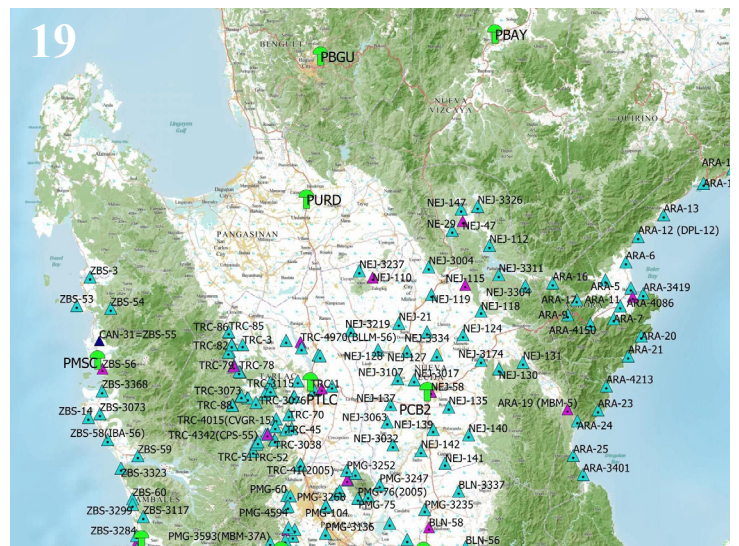 19
PBAY
BENGUET
PBGU
NUEVA
VIZCAYA
QUIRINO
Lingayen
Gulf
ARA-13
ARA-12 (DPL-12)
NEJ-147
NEJ-3326
NE-29
NEJ-47
NEJ-112
PURD
PANGASINAN
ARA-6
NEJ-3004
NEJ-3237
NEJ-110
NEJ-115
NEJ-3311
NEJ-3304
ARA-16
ARA-5
ARA-3419
ZBS-3
NEJ-119
ARA-11
ARA-4086
ZBS-53
ZBS-54
NEJ-118
ARA-9
ARA-7
ARA-4150
TRC-86
TRC-85
NEJ-21
NEJ-3219
TRC-4970(BLLM-56)
NEJ-3334
NEJ-124
ARA-20
CAN-31=ZBS-55
TRC-82
TRC-3
NEJ-128
NEJ-127
ARA-21
PMSC
ZBS-56
TRC-79
TRC-78
NEJ-3174
NEJ-131
NEJ-130
TARLAC
NUEVA
ZBS-3368
TRC-3073
TRC-3115
TRC-1
NEJ-3107
NEJ-3017
NEJ-58
ARA-4213
TRC-3076
PTLC
TRC-88
NEJ-137
PCB2
NEJ-135
ARA-19 (MBM-5)
ARA-23
ZBS-14
ZBS-3073
TRC-4015(CVGR-15)
TRC-70
NEJ-3063
NEJ-139
ARA-24
ZBS-58(IBA-56)
TRC-4342(CPS-55)
TRC-45
NEJ-3032
NEJ-140
TRC-3038
NEJ-142
ZBS-59
TRC-51
TRC-52
NEJ-141
ARA-25
ZBS-3323
TRC-41(2005)
PMG-3252
ARA-3401
PMG-3247
BLN-3337
ZBS-60
ZAMBALES
PMG-60
PMG-3268
PMG-76(2005)
PMG-75
ZBS-3299
ZBS-3117
PMG-4594
PMG-104
PMG-3235
ZBS-3284
PMG-3593(MBM-37A)
PMG-3136
BLN-58
BLN-56